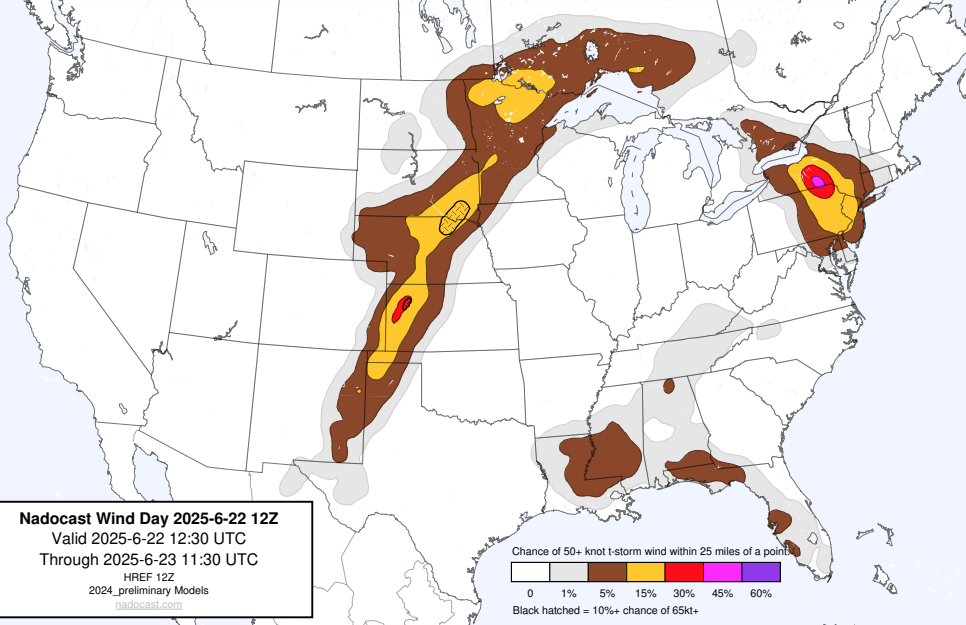 Nadocast Wind Day 2025-6-22 12Z
Valid 2025-6-22 12:30 UTC
Through 2025-6-23 11:30 UTC
HREF 12Z
2024_preliminary Models
nadocast.com
Chance of 50+ knot t-storm wind within 25 miles of a point.
0 1% 5% 15% 30% 45% 60%
Black hatched = 10%+ chance of 65kt+